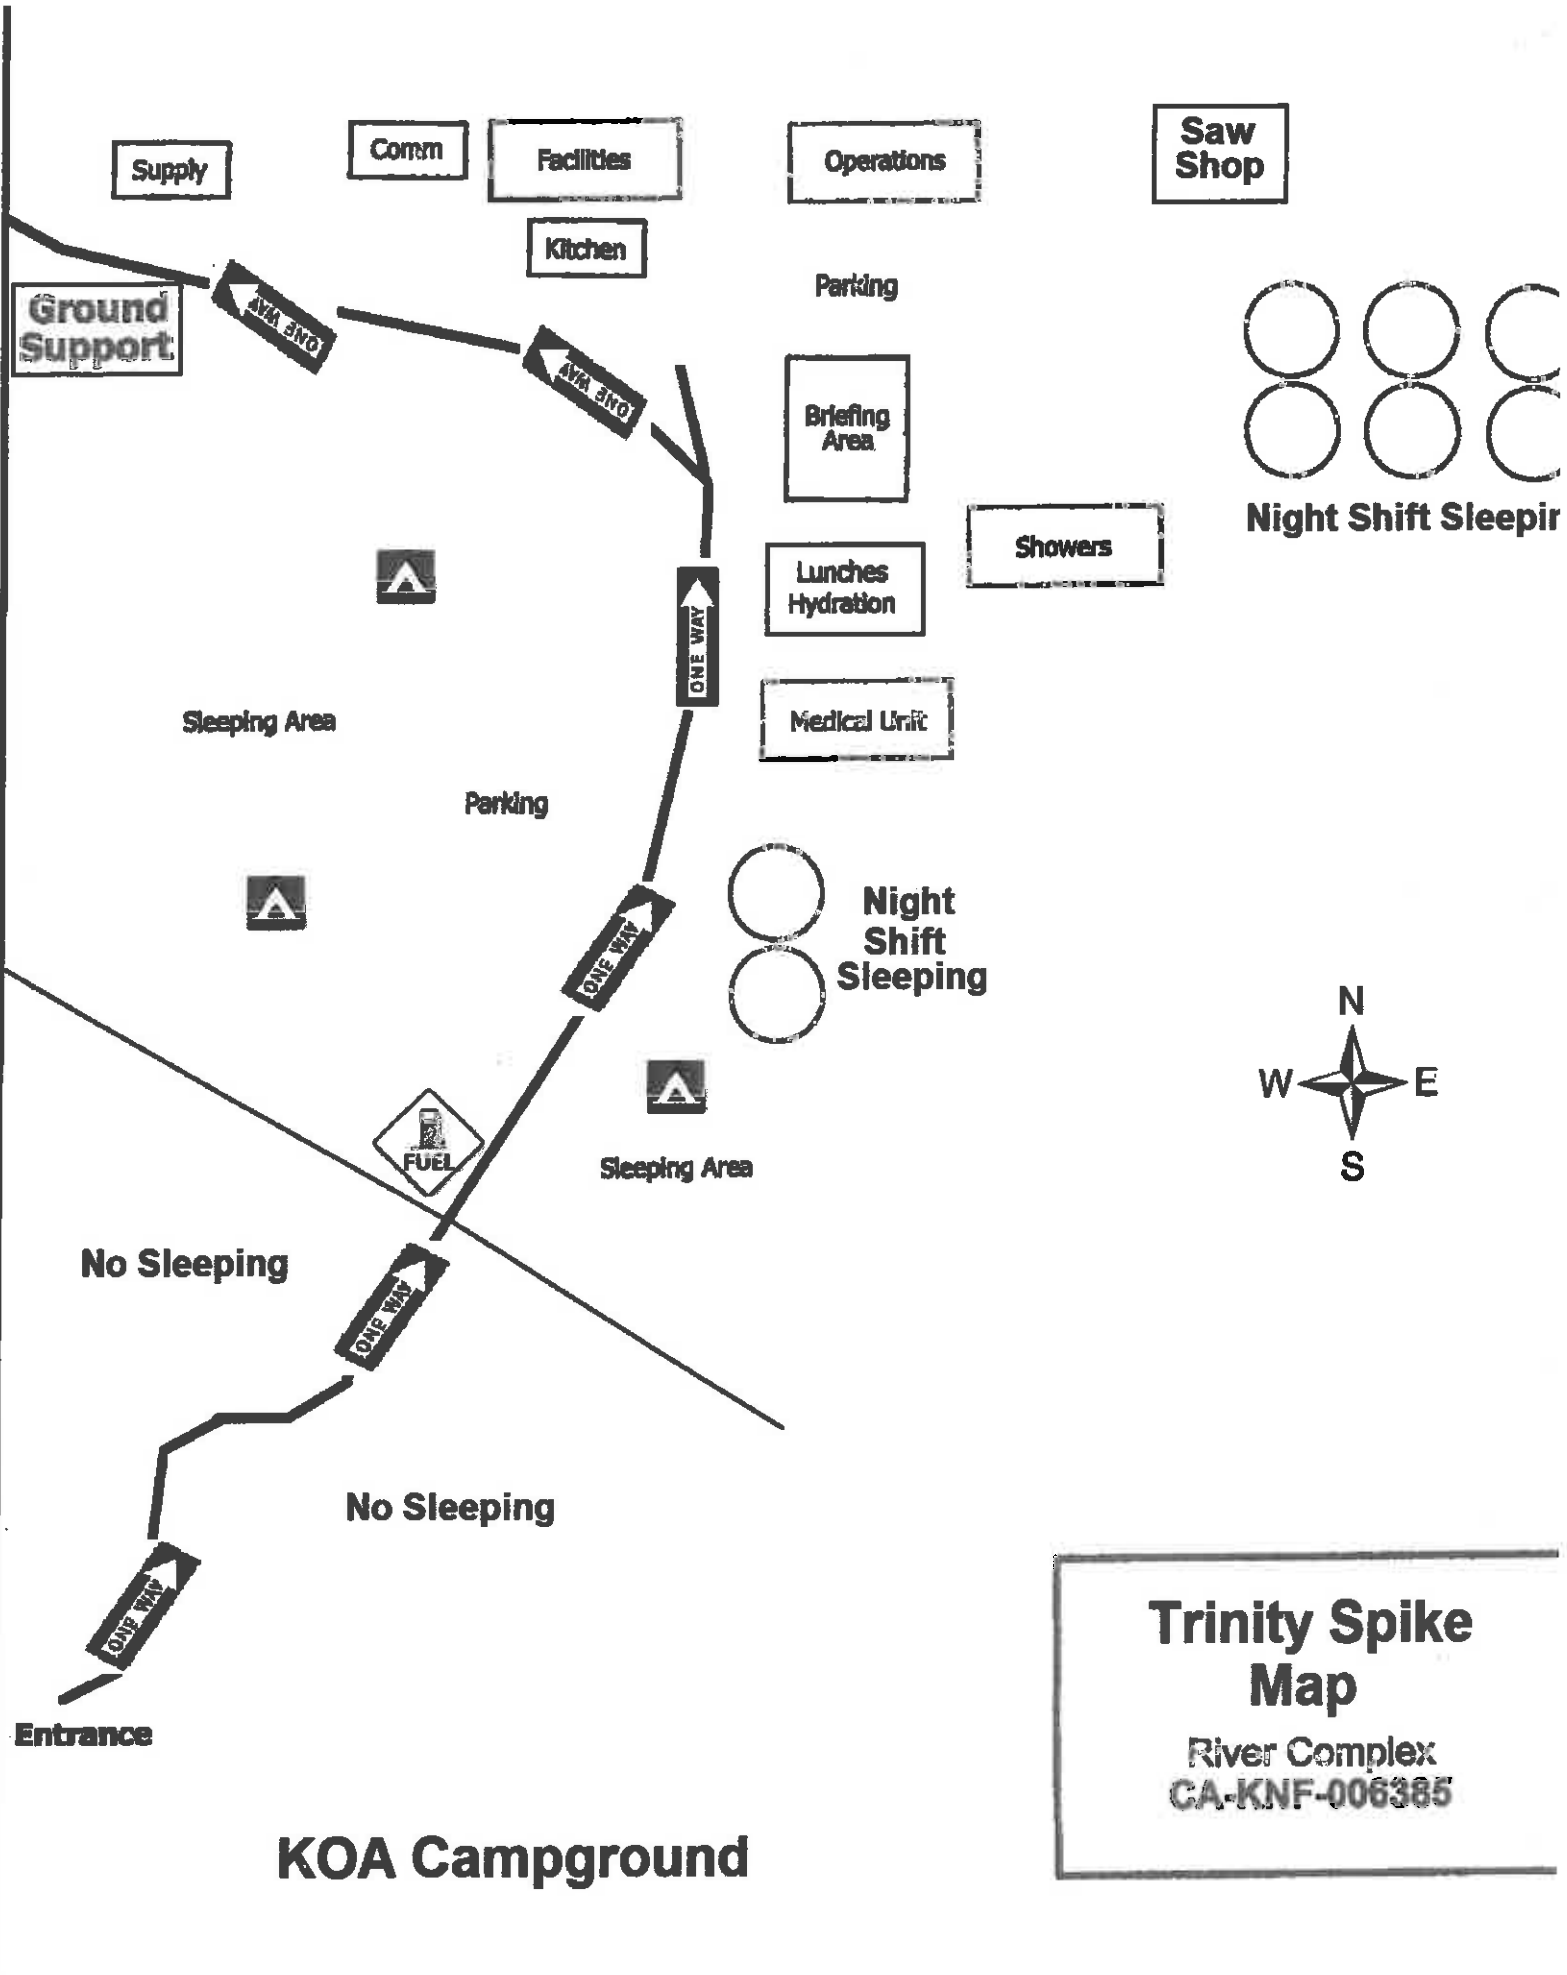 Supply
Comm
Facilities
Operations
Saw
Shop
Kitchen
Parking
Ground
Support
ONE WAY
ONE WAY
Briefing
Area
Night Shift Sleepin
Showers
Lunches
Hydration
ONE WAY
Sleeping Area
Medical Unit
Parking
Night
Shift
Sleeping
ONE WAY
N
W E
S
FUEL
Sleeping Area
No Sleeping
ONE WAY
No Sleeping
ONE WAY
Entrance
Trinity Spike
Map
River Complex
CA-KNF-006385
KOA Campground